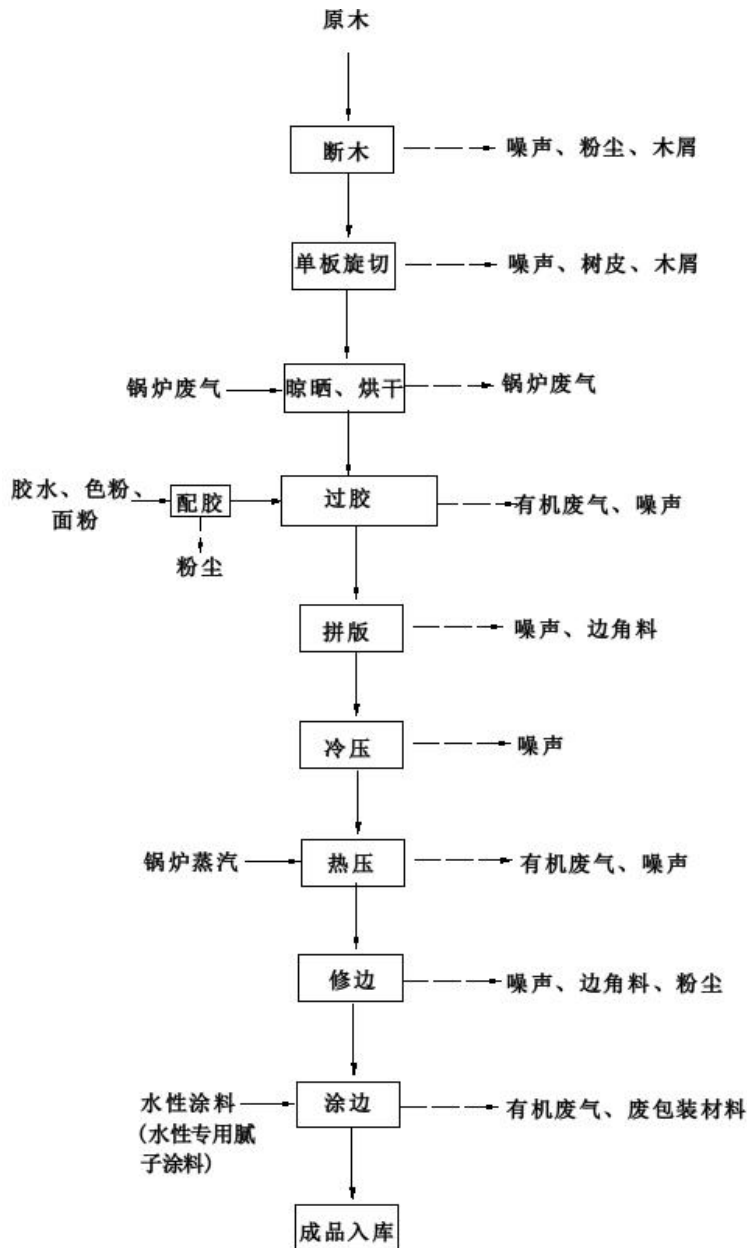 原木
断木
噪声、粉尘、木屑
单板旋切
噪声、树皮、木屑
锅炉废气
晾晒、烘干
锅炉废气
胶水、色粉、
面粉
配胶
过胶
有机废气、噪声
粉尘
拼版
噪声、边角料
冷压
噪声
锅炉蒸汽
热压
有机废气、噪声
修边
噪声、边角料、粉尘
水性涂料
(水性专用腻
子涂料)
涂边
有机废气、废包装材料
成品入库